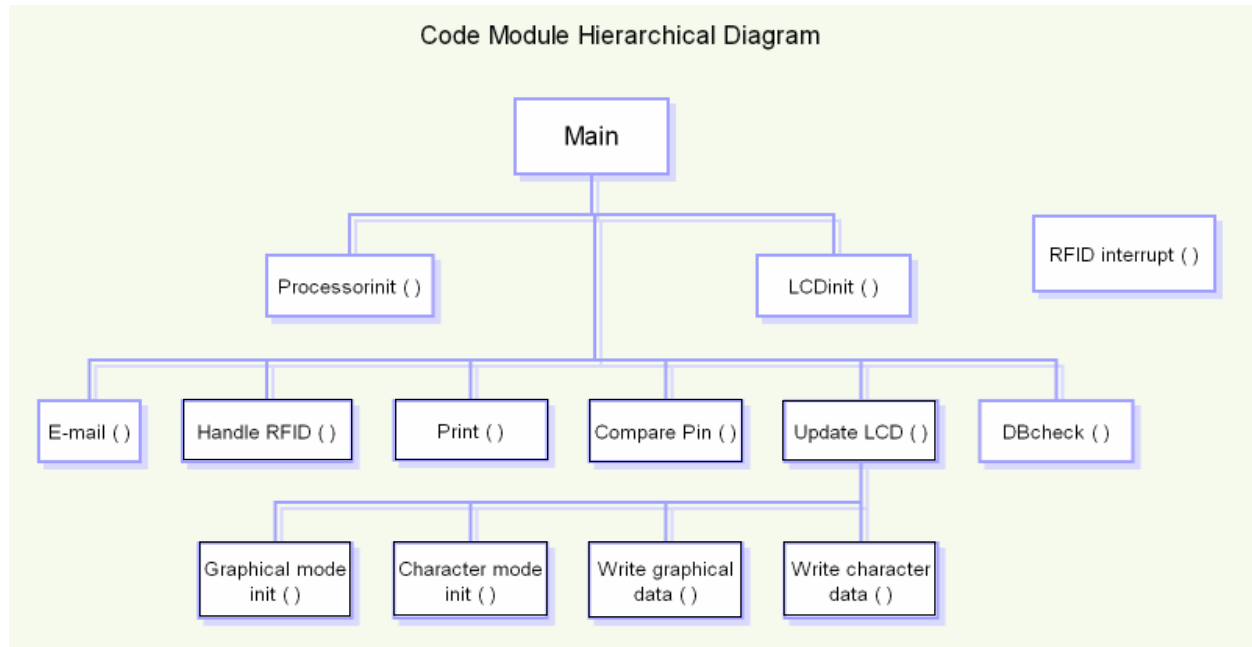 Code Module Hierarchical Diagram
Main
RFID interrupt ( )
Processorinit ( )
LCDinit ( )
E-mail ( )
Handle RFID ( )
Print ( )
Compare Pin ( )
Update LCD ( )
DBcheck ( )
Graphical mode
init ( )
Character mode
init ( )
Write graphical
data ( )
Write character
data ( )